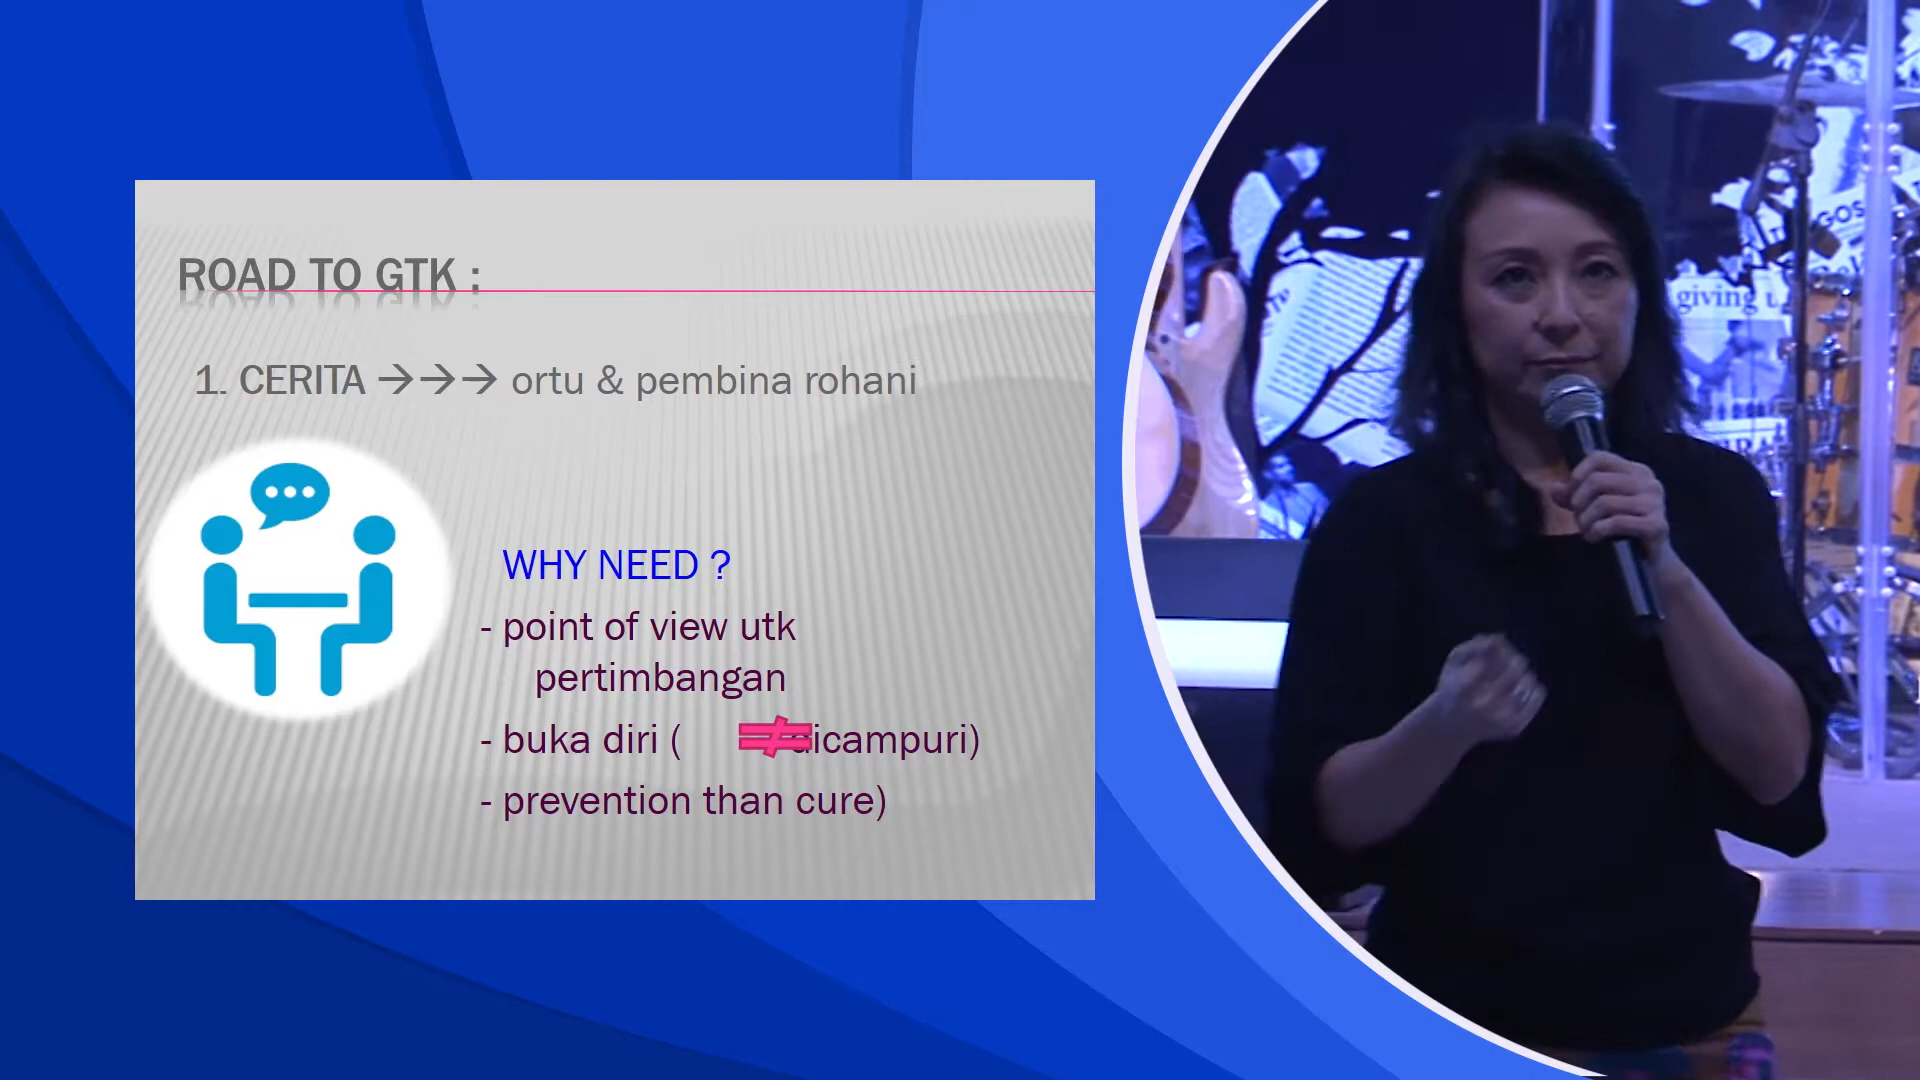 ROAD TO GTK :
1. CERITA →→→ ortu & pembina rohani
WHY NEED ?
- point of view utk
pertimbangan
- buka diri ( ≠ dicampuri)
- prevention than cure)
giving